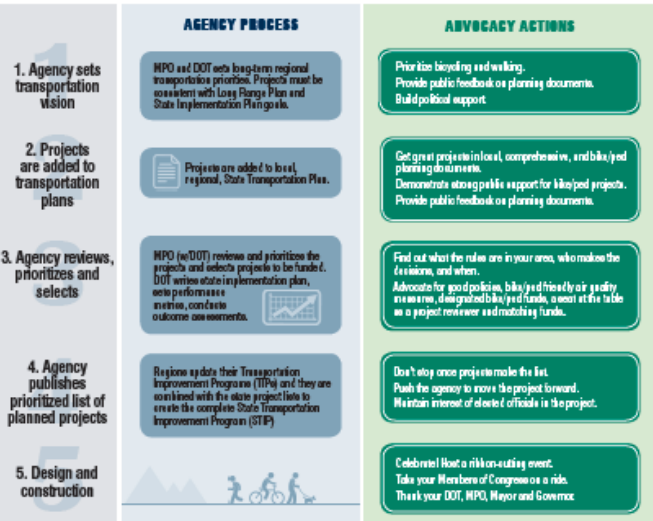 AGENCY PROCESS
ADVOCACY ACTIONS
1. Agency sets
transportation
vision
MPO and DOT sets long-term regional
transportation priorities. Projects must be
consistent with Long Range Plan and
State Implementation Plan goals.
Prioritize bicycling and walking.
Provide public feedback on planning documents.
Build political support
2. Projects
are added to
transportation
plans
Projects are added to local,
regional, State Transportation Plan.
Get great projects in local, comprehensive, and bike/ped
planning documents.
Demonstrate strong public support for bike/ped projects.
Provide public feedback on planning documents.
3. Agency reviews,
prioritizes and
selects
MPO (w/DOT) reviews and prioritizes the
projects and selects projects to be funded.
DOT writes state implementation plan,
sets performance
metrics, conducts
outcome assessments.
Find out what the rules are in your area, who makes the
decisions, and when.
Advocate for good policies, bike/ped friendly air quality
measures, designated bike/ped funds, a seat at the table
as a project reviewer and matching funds.
4. Agency
publishes
prioritized list of
planned projects
Regions update their Transportation
Improvement Programs (TIPs) and they are
combined with the state project lists to
create the complete State Transportation
Improvement Program (STIP)
Don't stop once projects make the list.
Push the agency to move the project forward.
Maintain interest of elected officials in the project.
5. Design and
construction
Celebrate! Host a ribbon-cutting event.
Take your Members of Congress on a ride.
Thank your DOT, MPO, Mayor and Governor.